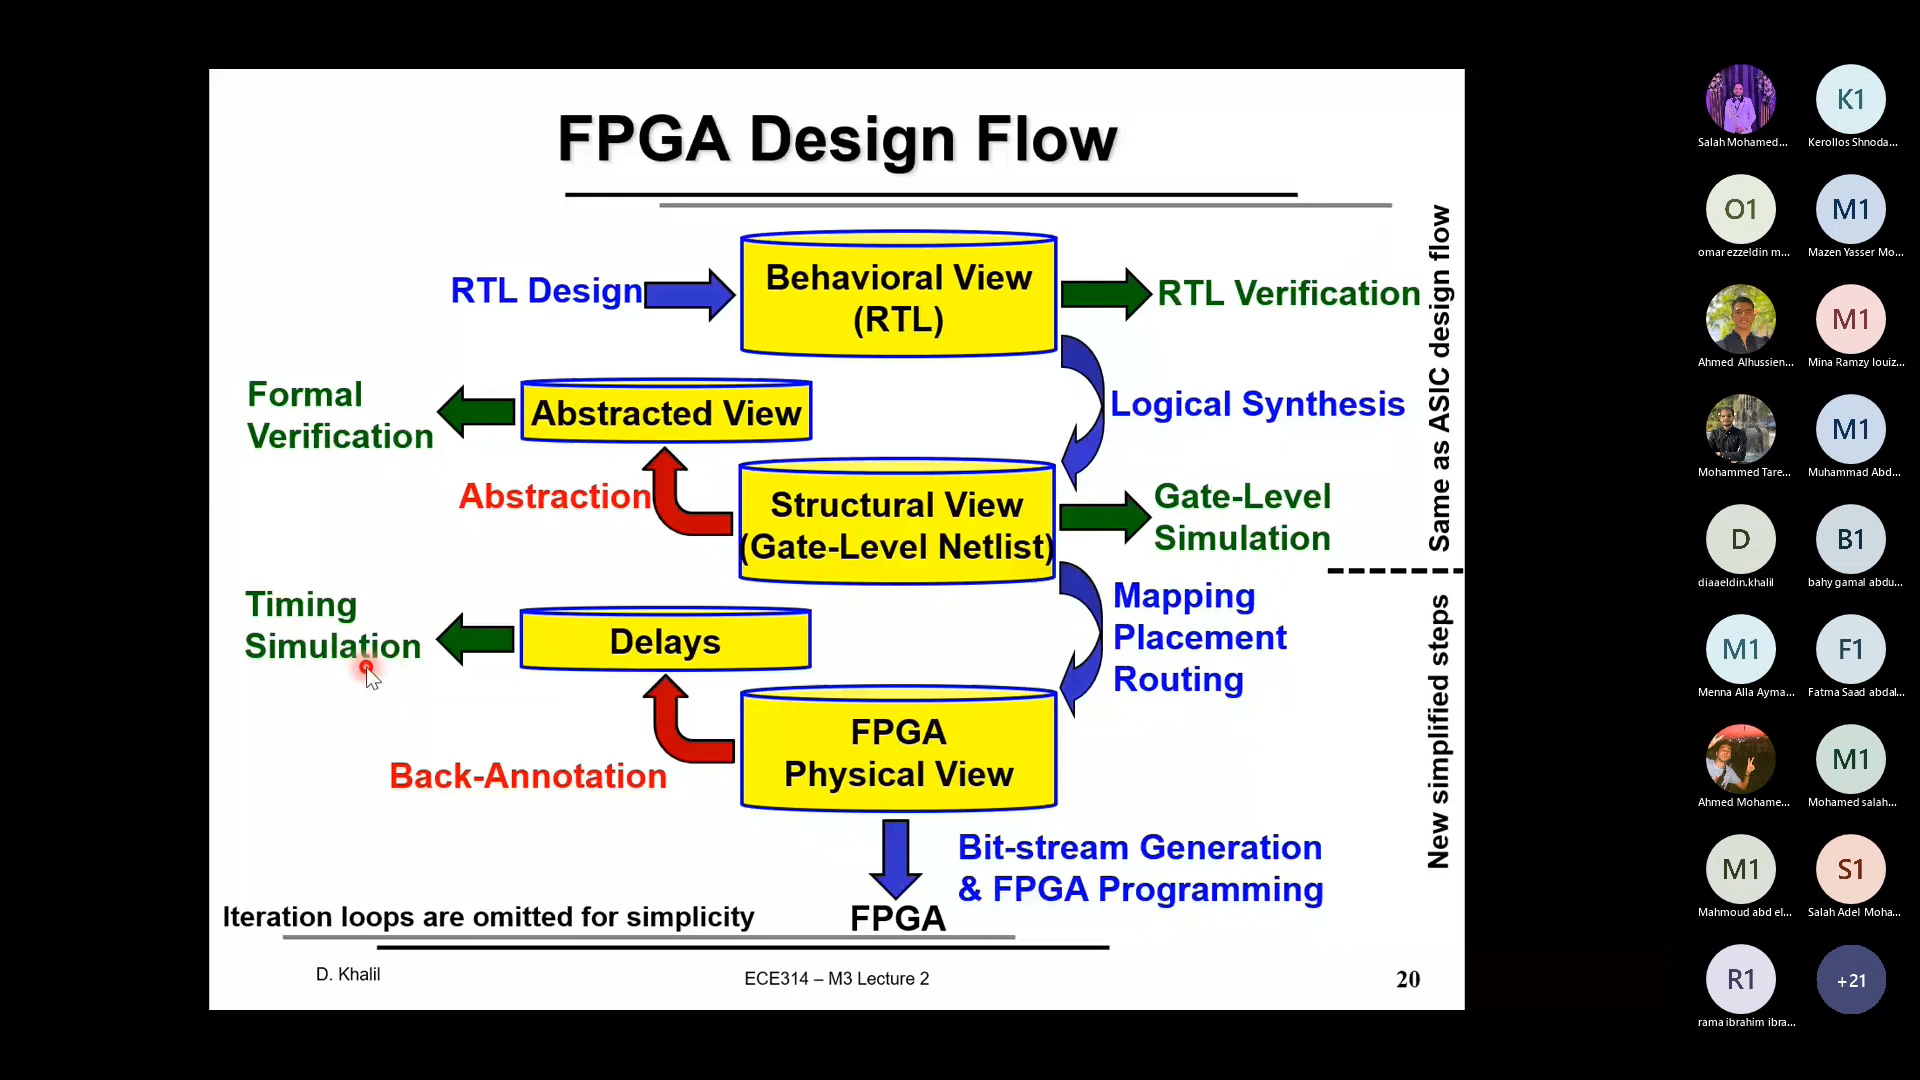 FPGA Design Flow
RTL Design
Behavioral View
(RTL)
RTL Verification
Formal
Verification
Abstracted View
Logical Synthesis
Abstraction
Structural View
(Gate-Level Netlist)
Gate-Level
Simulation
Same as ASIC design flow
Timing
Simulation
Delays
Mapping
Placement
Routing
Back-Annotation
FPGA
Physical View
New simplified steps
Bit-stream Generation
& FPGA Programming
Iteration loops are omitted for simplicity
FPGA
D. Khalil
ECE314 – M3 Lecture 2
20
Salah Mohamed...
K1
Kerollos Shnoda...
O1
omar ezzeldin m...
M1
Mazen Yasser Mo...
Ahmed Alhussien...
M1
Mina Ramzy louiz...
Mohammed Tare...
M1
Muhammad Abd...
D
diaaeldin.khalil
B1
bahy gamal abdu...
M1
Menna Alla Ayma...
F1
Fatma Saad abdal...
Ahmed Mohame...
M1
Mohamed salah...
M1
Mahmoud abd el...
S1
Salah Adel Moha...
R1
rama ibrahim ibra...
+21